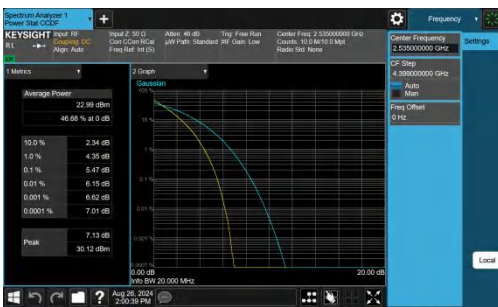 Spectrum Analyzer 1
Power Stat CCDF
+
Frequency
KEYSIGHT
Input: RF
Coupling: DC
Align: Auto
Input Z: 50 Ω
Corr CCorr RCal
Freq Ref: Int (S)
Atten: 46 dB
µW Path: Standard
Trig: Free Run
#IF Gain: Low
Center Freq: 2.535000000 GHz
Counts: 10.0 M/10.0 Mpt
Radio Std: None
Center Frequency
2.535000000 GHz
Settings
CF Step
4.399000000 GHz
Auto
Man
Freq Offset
0 Hz
Local
1 Metrics
Average Power
22.99 dBm
46.68 % at 0 dB
10.0 % 2.34 dB
1.0 % 4.35 dB
0.1 % 5.47 dB
0.01 % 6.15 dB
0.001 % 6.62 dB
0.0001 % 7.01 dB
Peak 7.13 dB
30.12 dBm
2 Graph
Gaussian
100 %
10 %
1 %
0.1 %
0.01 %
0.001 %
0.0001 %
0.00 dB
20.00 dB
Info BW 20.000 MHz
?
Aug 26, 2024
2:00:39 PM